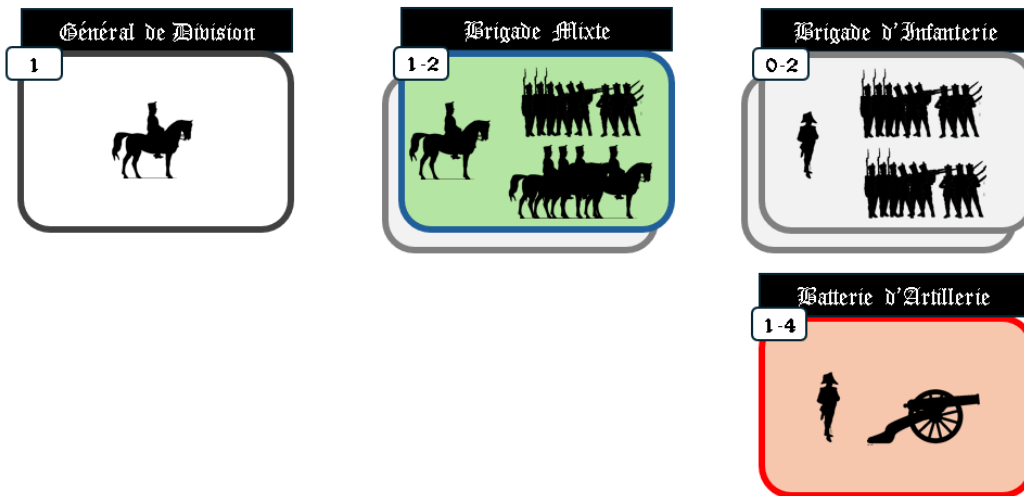 Général de Division
1
Brigade Mixte
1-2
Brigade d'Infanterie
0-2
Batterie d'Artillerie
1-4